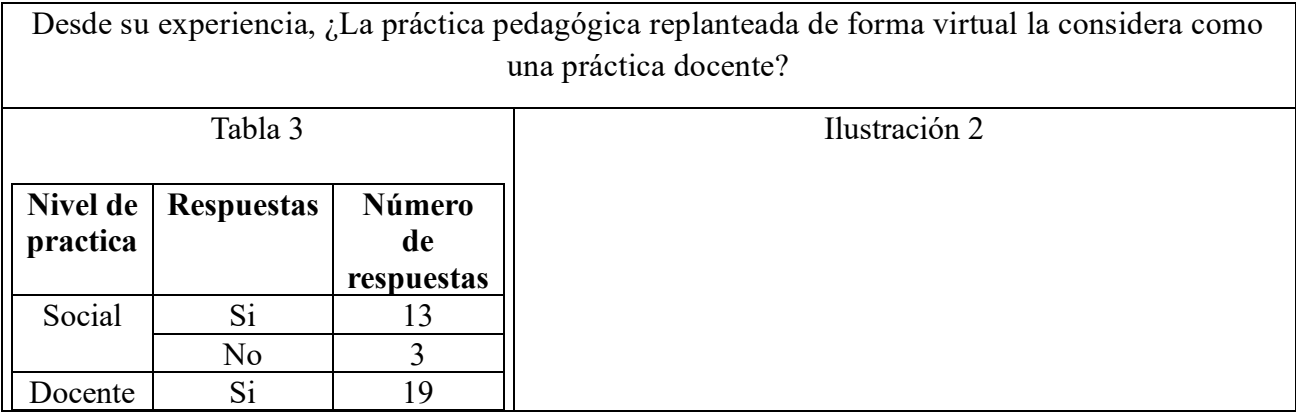 Desde su experiencia, ¿La práctica pedagógica replanteada de forma virtual la considera como
una práctica docente?
Tabla 3
Ilustración 2
Nivel de practica Respuestas Número de respuestas
Social Si 13
No 3
Docente Si 19